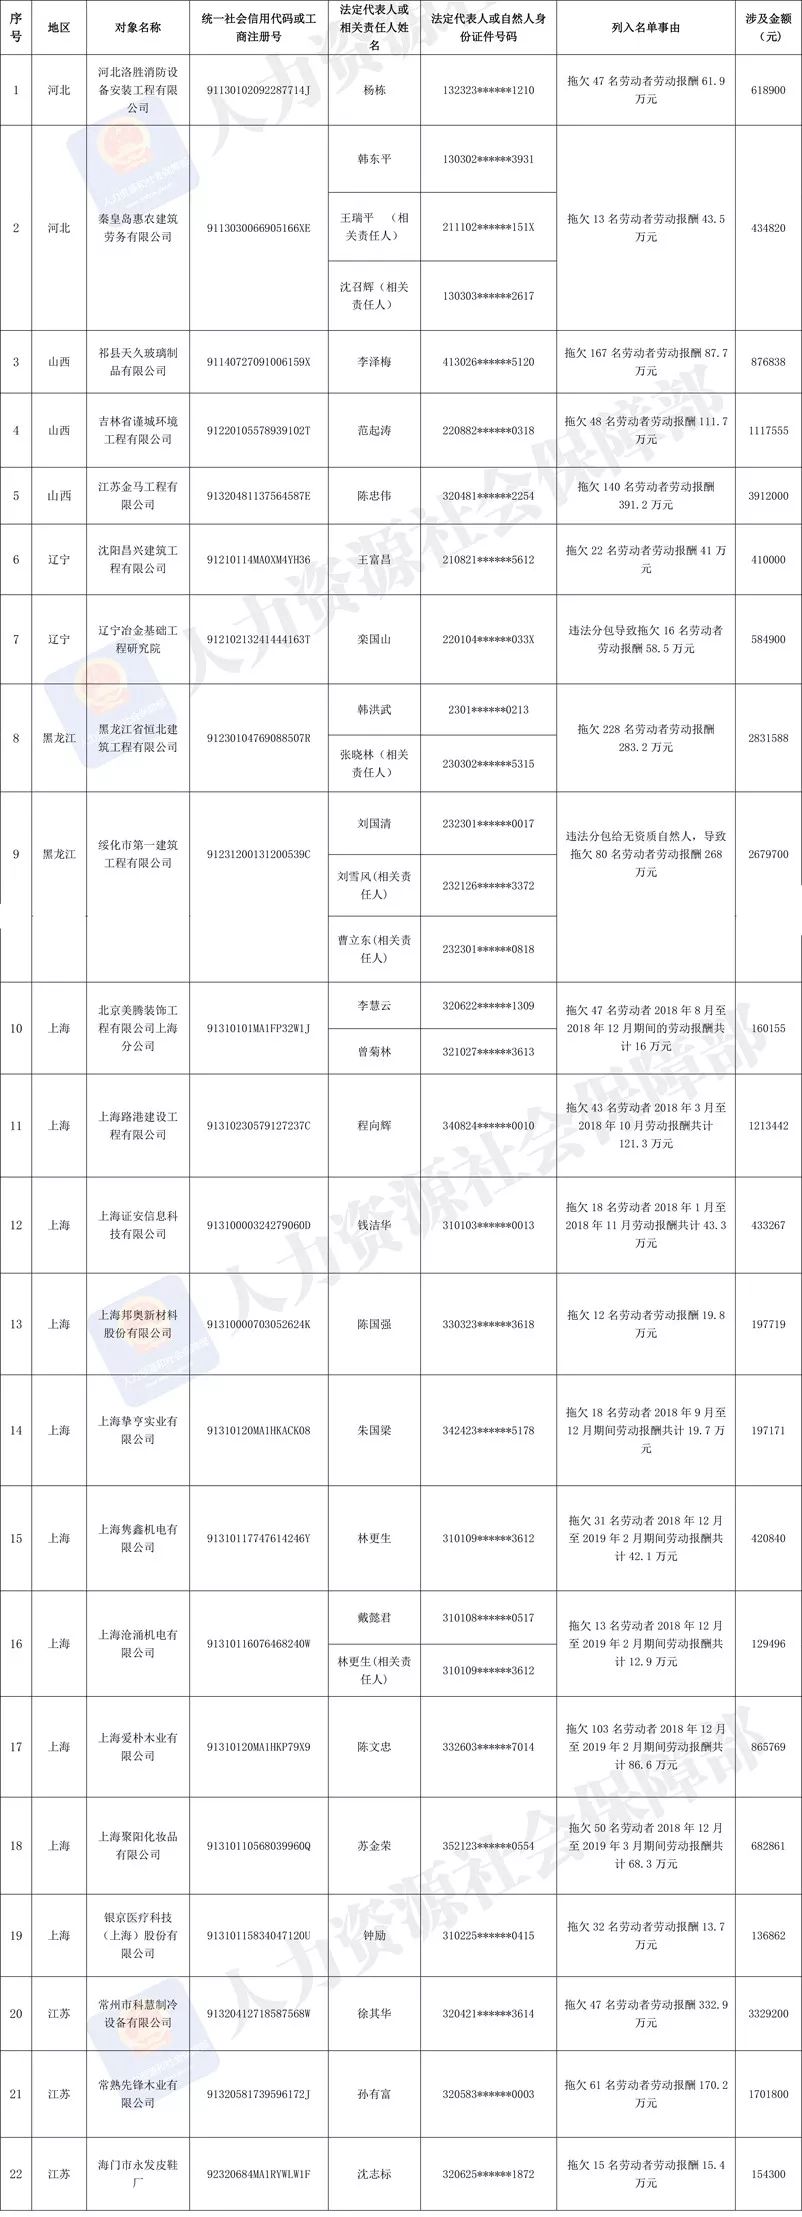 序号
地区
对象名称
统一社会信用代码或工商注册号
法定代表人或相关责任人姓名
法定代表人或自然人身份证件号码
列入名单事由
涉及金额（元)
1
河北
河北洛胜消防设备安装工程有限公司
91130102092287714J
杨栋
132323******1210
拖欠 47 名劳动者劳动报酬 61.9 万元
618900
2
河北
秦皇岛惠农建筑劳务有限公司
9113030066905166XE
韩东平
130302******3931
王瑞平 （相关责任人）
211102******151X
沈召辉（相关责任人）
130303******2617
拖欠 13 名劳动者劳动报酬 43.5 万元
434820
3
山西
祁县天久玻璃制品有限公司
91140727091006159X
李泽梅
413026******5120
拖欠 167 名劳动者劳动报酬 87.7 万元
876838
4
山西
吉林省谨城环境工程有限公司
91220105578939102T
范起涛
220882******0318
拖欠 48 名劳动者劳动报酬 111.7 万元
1117555
5
山西
江苏金马工程有限公司
91320481137564587E
陈忠伟
320481******2254
拖欠 140 名劳动者劳动报酬 391.2 万元
3912000
6
辽宁
沈阳昌兴建筑工程有限公司
91210114MA0XM4YH36
王富昌
210821******5612
拖欠 22 名劳动者劳动报酬 41 万元
410000
7
辽宁
辽宁冶金基础工程研究院
91210213241444163T
栾国山
220104******033X
违法分包导致拖欠 16 名劳动者劳动报酬 58.5 万元
584900
8
黑龙江
黑龙江省恒北建筑工程有限公司
91230104769088507R
韩洪武
2301******0213
张晓林（相关责任人）
230302******5315
拖欠 228 名劳动者劳动报酬 283.2 万元
2831588
9
黑龙江
绥化市第一建筑工程有限公司
91231200131200539C
刘国清
232301******0017
刘雪风(相关责任人)
232126******3372
曹立东(相关责任人)
232301******0818
违法分包给无资质自然人，导致拖欠 80 名劳动者劳动报酬 268 万元
2679700
10
上海
北京美腾装饰工程有限公司上海分公司
91310101MA1FP32W1J
李慧云
320622******1309
曾菊林
321027******3613
拖欠 47 名劳动者 2018 年 8 月至 2018 年 12 月期间的劳动报酬共计 16 万元
160155
11
上海
上海路港建设工程有限公司
91310230579127237C
程向辉
340824******0010
拖欠 43 名劳动者 2018 年 3 月至 2018 年 10 月劳动报酬共计 121.3 万元
1213442
12
上海
上海证安信息科技有限公司
91310000324279060D
钱洁华
310103******0013
拖欠 18 名劳动者 2018 年 1 月至 2018 年 11 月劳动报酬共计 43.3 万元
433267
13
上海
上海邦奥新材料股份有限公司
91310000703052624K
陈国强
330323******3618
拖欠 12 名劳动者劳动报酬 19.8 万元
197719
14
上海
上海挚亨实业有限公司
91310120MA1HKACK08
朱国梁
342423******5178
拖欠 18 名劳动者 2018 年 9 月至 12 月期间劳动报酬共计 19.7 万元
197171
15
上海
上海隽鑫机电有限公司
91310117747614246Y
林更生
310109******3612
拖欠 31 名劳动者 2018 年 12 月至 2019 年 2 月期间劳动报酬共计 42.1 万元
420840
16
上海
上海沧涌机电有限公司
91310116076468240W
戴懿君
310108******0517
林更生(相关责任人)
310109******3612
拖欠 13 名劳动者 2018 年 12 月至 2019 年 2 月期间劳动报酬共计 12.9 万元
129496
17
上海
上海爱朴木业有限公司
91310120MA1HKP79X9
陈文忠
332603******7014
拖欠 103 名劳动者 2018 年 12 月至 2019 年 2 月期间劳动报酬共计 86.6 万元
865769
18
上海
上海聚阳化妆品有限公司
91310110568039960Q
苏金荣
352123******0554
拖欠 50 名劳动者 2018 年 12 月至 2019 年 3 月期间劳动报酬共计 68.3 万元
682861
19
上海
银京医疗科技（上海）股份有限公司
91310115834047120U
钟励
310225******0415
拖欠 32 名劳动者劳动报酬 13.7 万元
136862
20
江苏
常州市科慧制冷设备有限公司
91320412718587568W
徐其华
320421******3614
拖欠 47 名劳动者劳动报酬 332.9 万元
3329200
21
江苏
常熟先锋木业有限公司
91320581739596172J
孙有富
320583******0003
拖欠 61 名劳动者劳动报酬 170.2 万元
1701800
22
江苏
海门市永发皮鞋厂
92320684MA1RYWLW1F
沈志标
320625******1872
拖欠 15 名劳动者劳动报酬 15.4 万元
154300
人力资源社会保障部
人力资源社会保障部
人力资源社会保障部